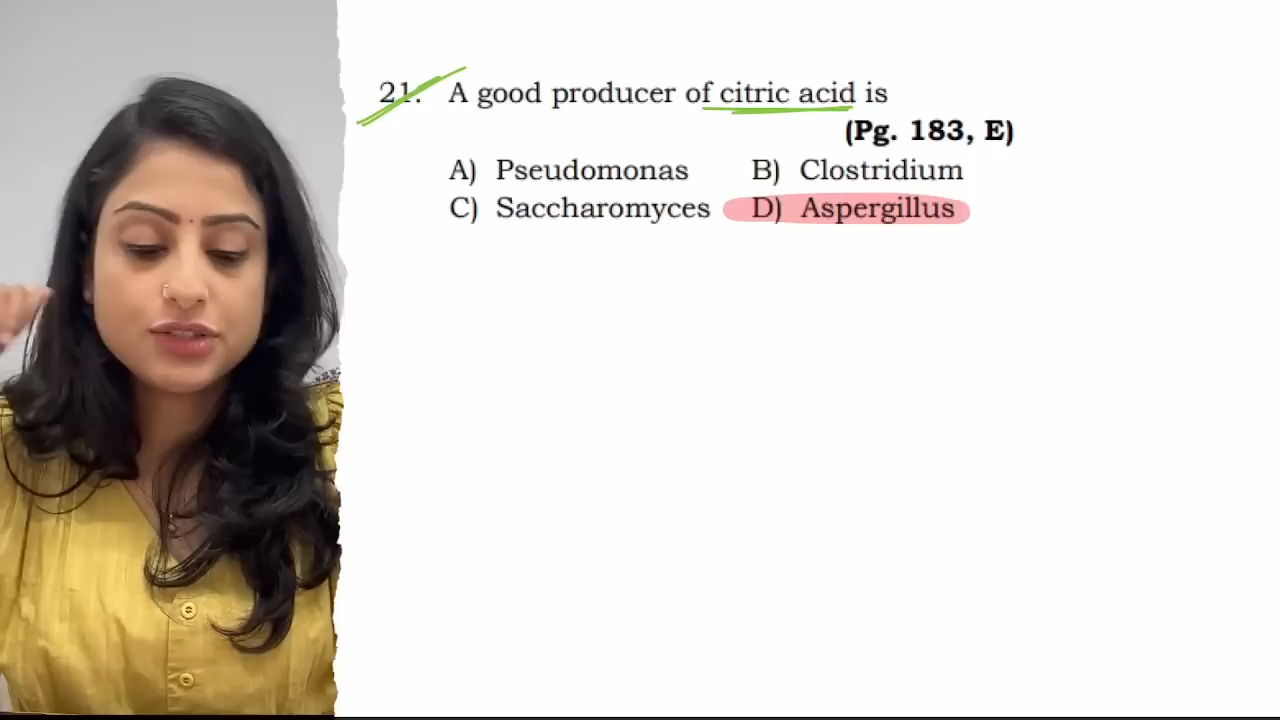 21. A good producer of citric acid is
(Pg. 183, E)
A) Pseudomonas B) Clostridium
C) Saccharomyces D) Aspergillus